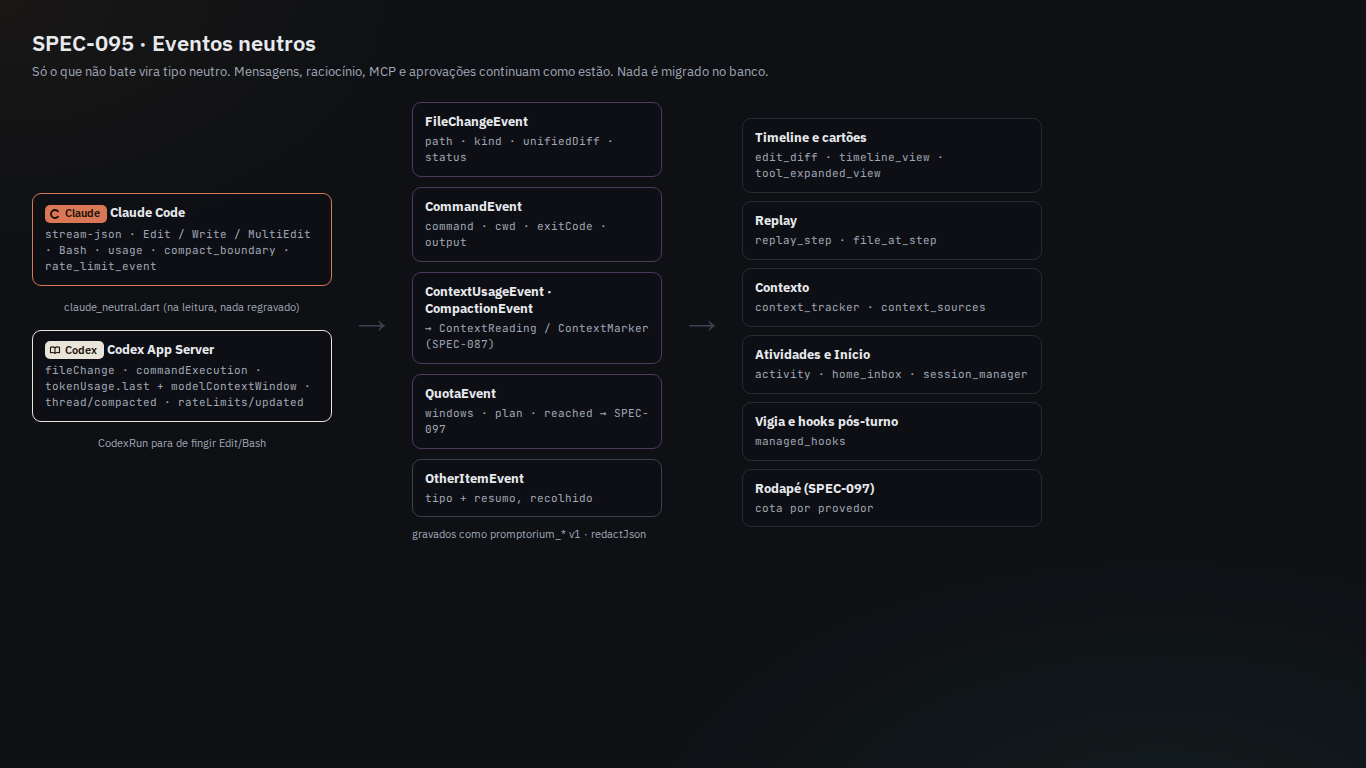 SPEC-095 · Eventos neutros
Só o que não bate vira tipo neutro. Mensagens, raciocínio, MCP e aprovações continuam como estão. Nada é migrado no banco.
Claude Claude Code
stream-json · Edit / Write / MultiEdit
· Bash · usage · compact_boundary ·
rate_limit_event
claude_neutral.dart (na leitura, nada regravado)
Codex Codex App Server
fileChange · commandExecution ·
tokenUsage.last + modelContextWindow ·
thread/compacted · rateLimits/updated
CodexRun para de fingir Edit/Bash
→
FileChangeEvent
path · kind · unifiedDiff ·
status
CommandEvent
command · cwd · exitCode ·
output
ContextUsageEvent ·
CompactionEvent
→ ContextReading / ContextMarker
(SPEC-087)
QuotaEvent
windows · plan · reached → SPEC-
097
OtherItemEvent
tipo + resumo, recolhido
gravados como promptorium_* v1 · redactJson
→
Timeline e cartões
edit_diff · timeline_view ·
tool_expanded_view
Replay
replay_step · file_at_step
Contexto
context_tracker · context_sources
Atividades e Início
activity · home_inbox · session_manager
Vigia e hooks pós-turno
managed_hooks
Rodapé (SPEC-097)
cota por provedor